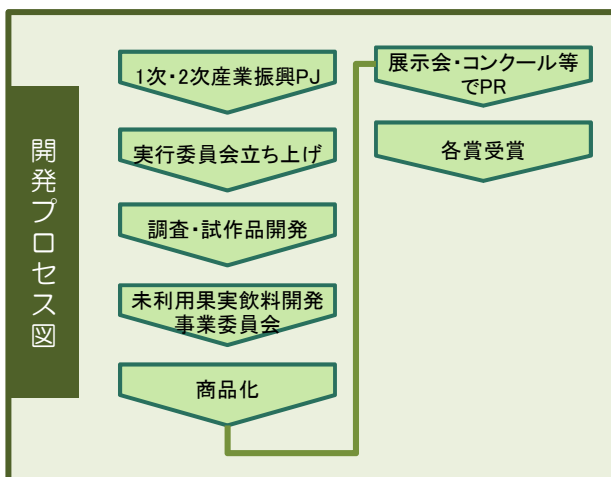 開発プロセス図
1次・2次産業振興PJ
実行委員会立ち上げ
調査・試作品開発
未利用果実飲料開発
事業委員会
商品化
展示会・コンクール等
でPR
各賞受賞